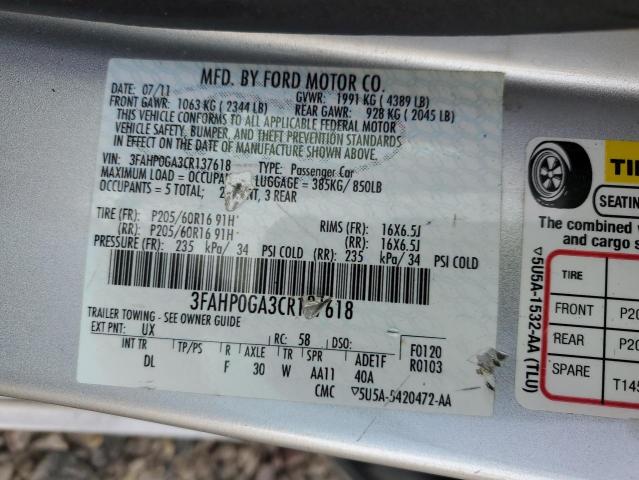 MFD. BY FORD MOTOR CO.
DATE: 07/11 GVWR: 1991 KG ( 4389 LB)
FRONT GAWR: 1063 KG ( 2344 LB) REAR GAWR: 928 KG ( 2045 LB)
THIS VEHICLE CONFORMS TO ALL APPLICABLE FEDERAL MOTOR
VEHICLE SAFETY, BUMPER, AND THEFT PREVENTION STANDARDS
IN EFFECT ON THE DATE OF MANUFACTURE SHOWN ABOVE.
VIN: 3FAHP0GA3CR137618 TYPE: Passenger Car
MAXIMUM LOAD = LUGGAGE = 385KG/ 850LB
OCCUPANTS = 5 TOTAL; 3 REAR
TIRE (FR): P205/60R16 91H RIMS (FR): 16X6.5J
(RR): P205/60R16 91H (RR): 16X6.5J
PRESSURE (FR): 235 kPa/ 34 PSI COLD (RR): 235 kPa/ 34 PSI COLD
3FAHP0GA3CR137618
TRAILER TOWING - SEE OWNER GUIDE
EXT PNT: UX RC: 58 DSO: F0120
INT TR TP/PS R AXLE TR SPR ADE1F R0103
DL F 30 W AA11 40A
CMC ▽5U5A-5420472-AA
▽5U5A-1532-AA (TLU)
SEATIN
The combined
and cargo
TIRE
FRONT
REAR
SPARE